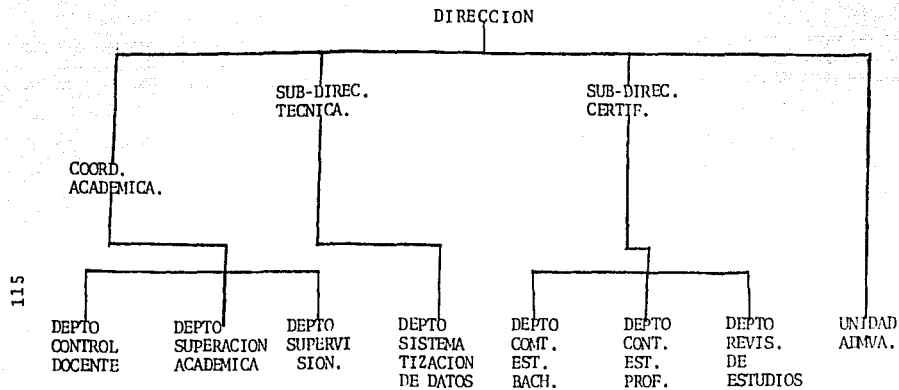 DIRECCION
SUB-DIREC.
TECNICA.
SUB-DIREC.
CERTIF.
COORD.
ACADEMICA.
115
DEPTO
CONTROL
DOCENTE
DEPTO
SUPERACION
ACADEMICA
DEPTO
SUPERVI
SION.
DEPTO
SISTEMA
TIZACION
DE DATOS
DEPTO
COMT.
EST.
BACH.
DEPTO
CONT.
EST.
PROF.
DEPTO
REVIS.
DE
ESTUDIOS
UNIDAD
ADMVA.